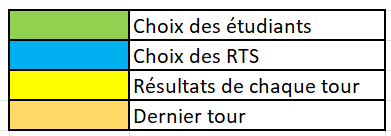 Choix des étudiants
Choix des RTS
Résultats de chaque tour
Dernier tour